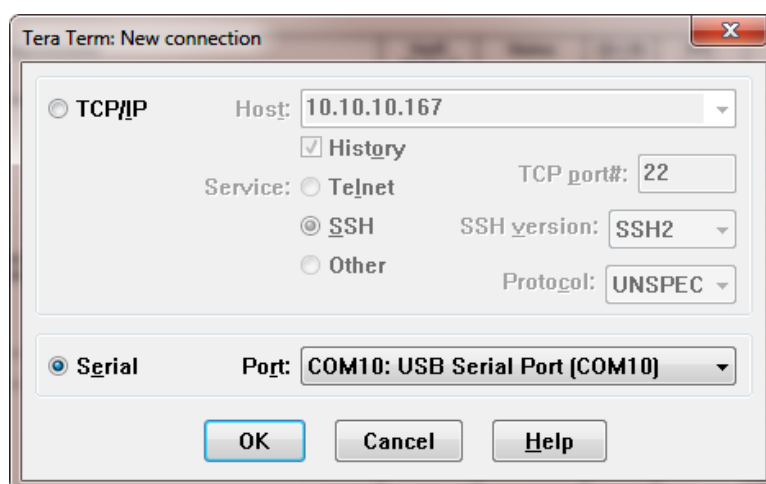 Tera Term: New connection
TCP/IP
Host: 10.10.10.167
History
Service: Telnet
TCP port#: 22
SSH
SSH version: SSH2
Other
Protocol: UNSPEC
Serial
Port: COM10: USB Serial Port (COM10)
OK
Cancel
Help